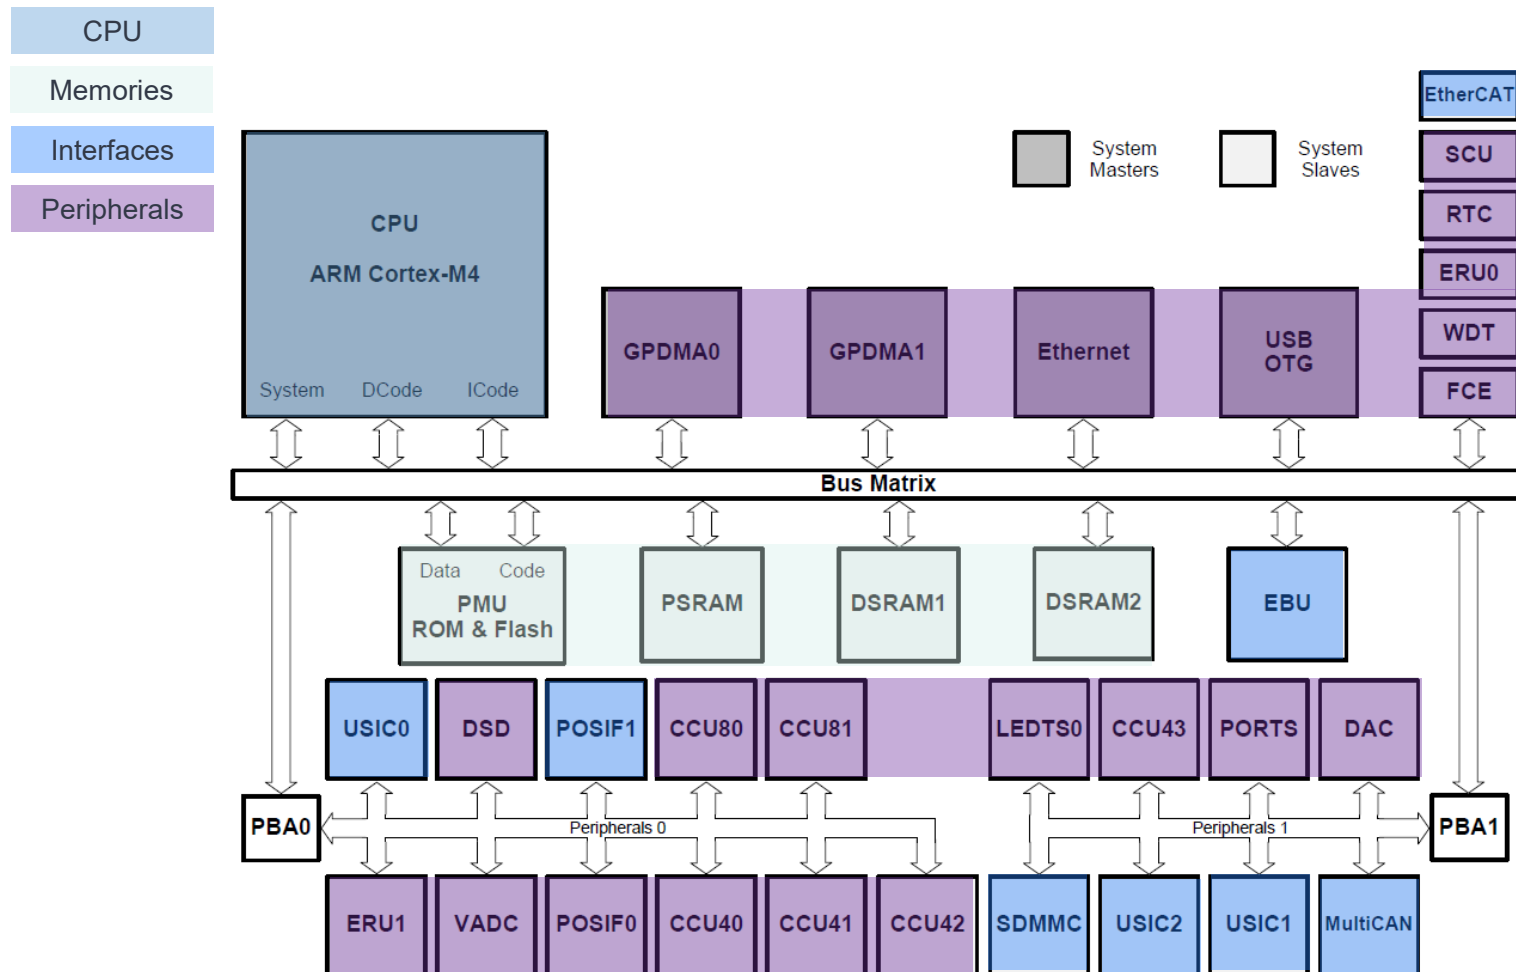 CPU
Memories
Interfaces
Peripherals
EtherCAT
System
Masters
System
Slaves
SCU
RTC
ERU0
WDT
FCE
CPU
ARM Cortex-M4
System DCode ICode
GPDMA0
GPDMA1
Ethernet
USB
OTG
Bus Matrix
Data Code
PMU
ROM & Flash
PSRAM
DSRAM1
DSRAM2
EBU
USIC0
DSD
POSIF1
CCU80
CCU81
LEDTS0
CCU43
PORTS
DAC
PBA0
Peripherals 0
Peripherals 1
PBA1
ERU1
VADC
POSIF0
CCU40
CCU41
CCU42
SDMMC
USIC2
USIC1
MultiCAN